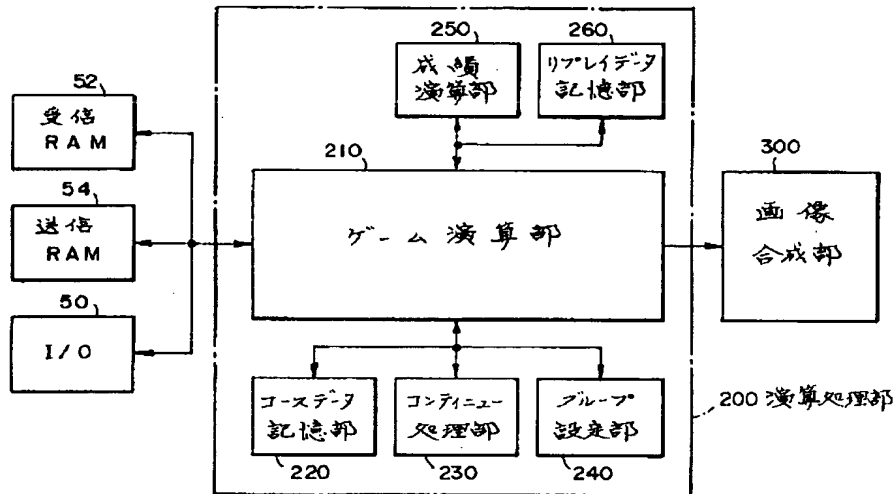 250
成績
演算部
260
リプレイデータ
記憶部
52
受信
RAM
54
送信
RAM
50
I/O
210
ゲーム演算部
300
画像
合成部
コースデータ
記憶部
220
コンティニュー
処理部
230
グループ
設定部
240
200 演算処理部